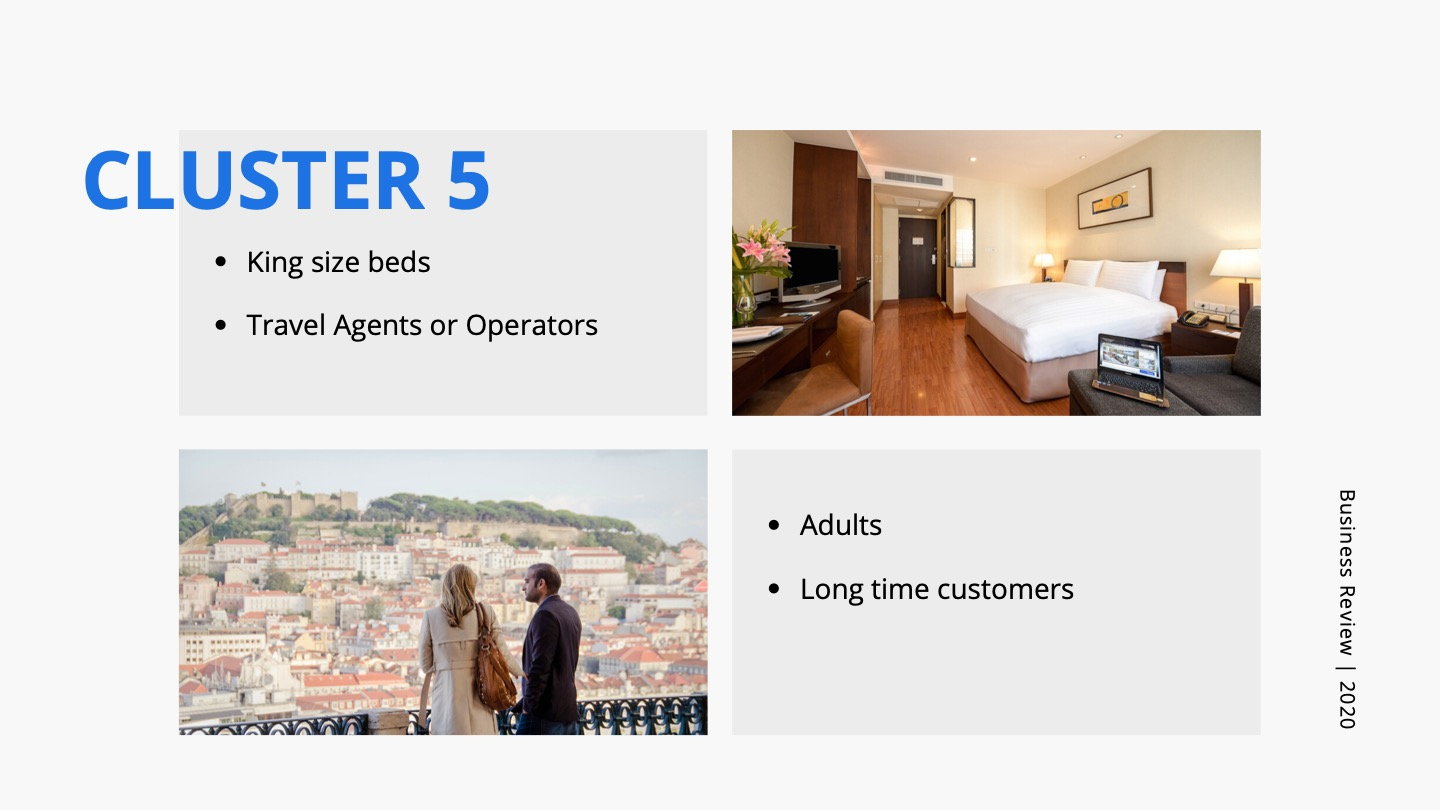 CLUSTER 5
King size beds
Travel Agents or Operators
Adults
Long time customers
Business Review | 2020